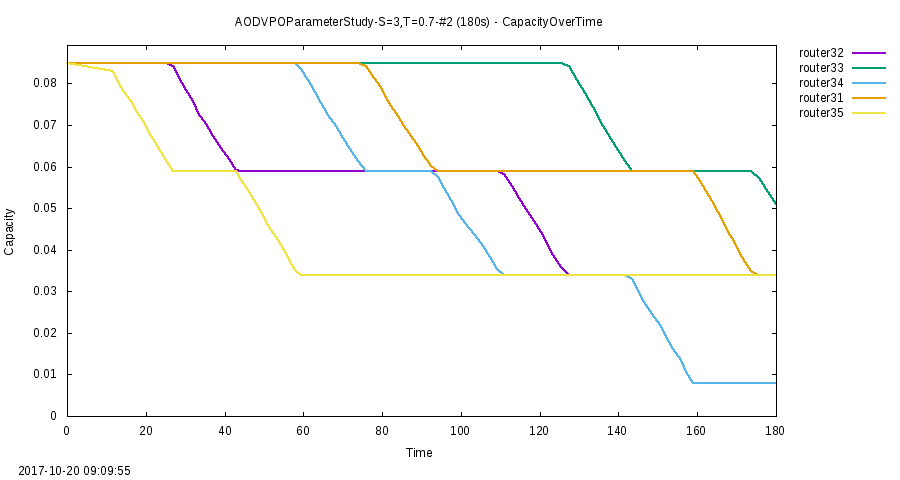 AODVPOParameterStudy-S=3,T=0.7-#2 (180s) - CapacityOverTime
router32
router33
router34
router31
router35
0.08
0.07
0.06
0.05
0.04
0.03
0.02
0.01
0
Capacity
0 20 40 60 80 100 120 140 160 180
Time
2017-10-20 09:09:55